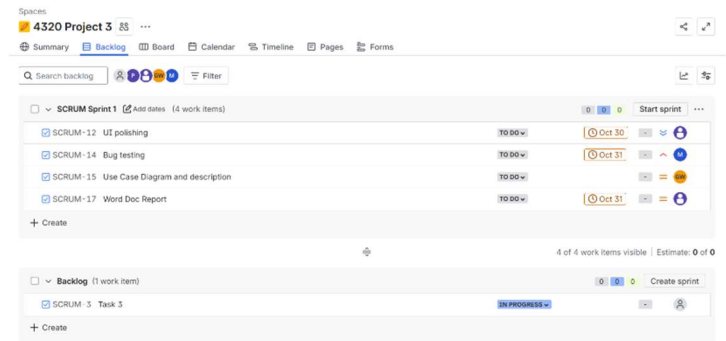 Spaces
4320 Project 3
Summary Backlog Board Calendar Timeline Pages Forms
Search backlog P GW M Filter
SCRUM Sprint 1 Add dates (4 work items) 0 0 0 Start sprint
SCRUM-12 UI polishing TO DO Oct 30 -
SCRUM-14 Bug testing TO DO Oct 31 - M
SCRUM-15 Use Case Diagram and description TO DO - GW
SCRUM-17 Word Doc Report TO DO Oct 31 -
+ Create
4 of 4 work items visible | Estimate: 0 of 0
Backlog (1 work item) 0 0 0 Create sprint
SCRUM-3 Task 3 IN PROGRESS -
+ Create